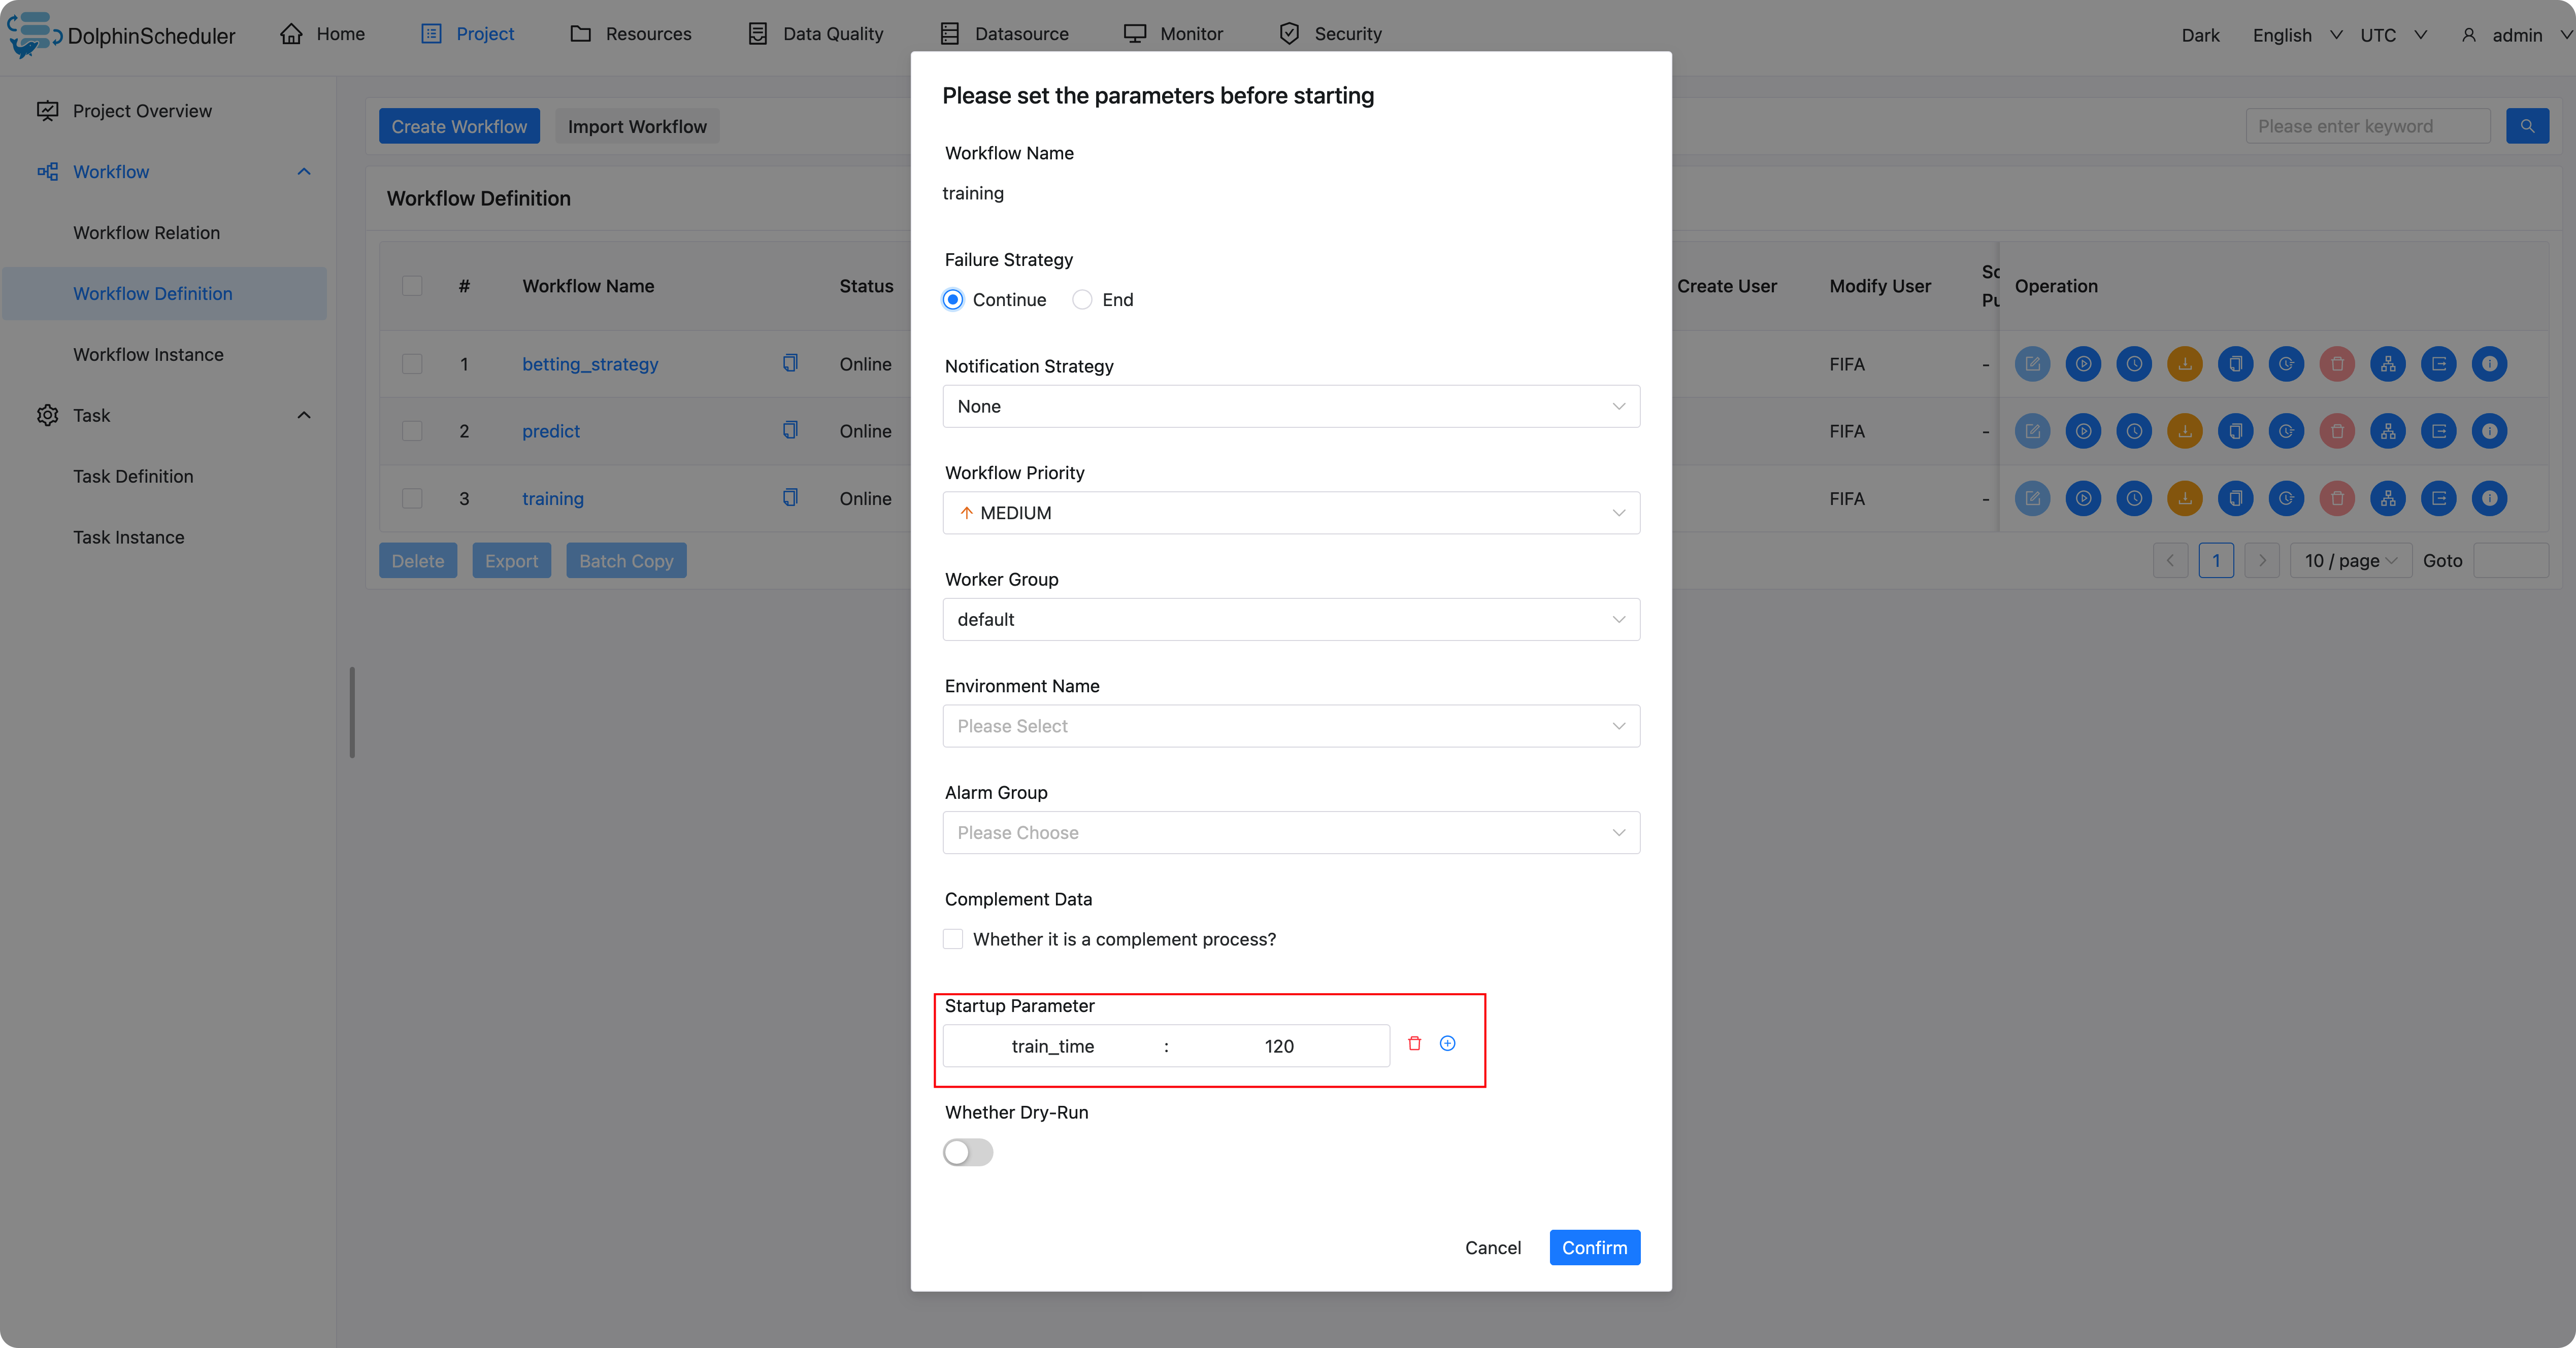 DolphinScheduler Home Project Resources Data Quality Datasource Monitor Security Dark English UTC admin
Project Overview
Workflow
Workflow Relation
Workflow Definition
Workflow Instance
Task
Task Definition
Task Instance
Create Workflow Import Workflow Please enter keyword
Workflow Definition
# Workflow Name Status Create User Modify User Operation
1 betting_strategy Online FIFA -
2 predict Online FIFA -
3 training Online FIFA -
Delete Export Batch Copy 1 10 / page Goto
Please set the parameters before starting
Workflow Name
training
Failure Strategy
Continue End
Notification Strategy
None
Workflow Priority
MEDIUM
Worker Group
default
Environment Name
Please Select
Alarm Group
Please Choose
Complement Data
Whether it is a complement process?
Startup Parameter
train_time : 120
Whether Dry-Run
Cancel Confirm